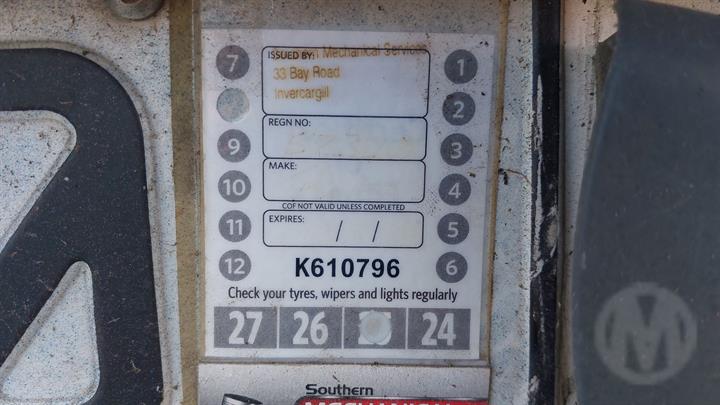 ISSUED BY:
Mechanical Services
33 Bay Road
Invercargill
REGN NO:
MAKE:
COF NOT VALID UNLESS COMPLETED
EXPIRES: / /
7
9
10
11
12
1
2
3
4
5
6
K610796
Check your tyres, wipers and lights regularly
27 26 24
Southern
M